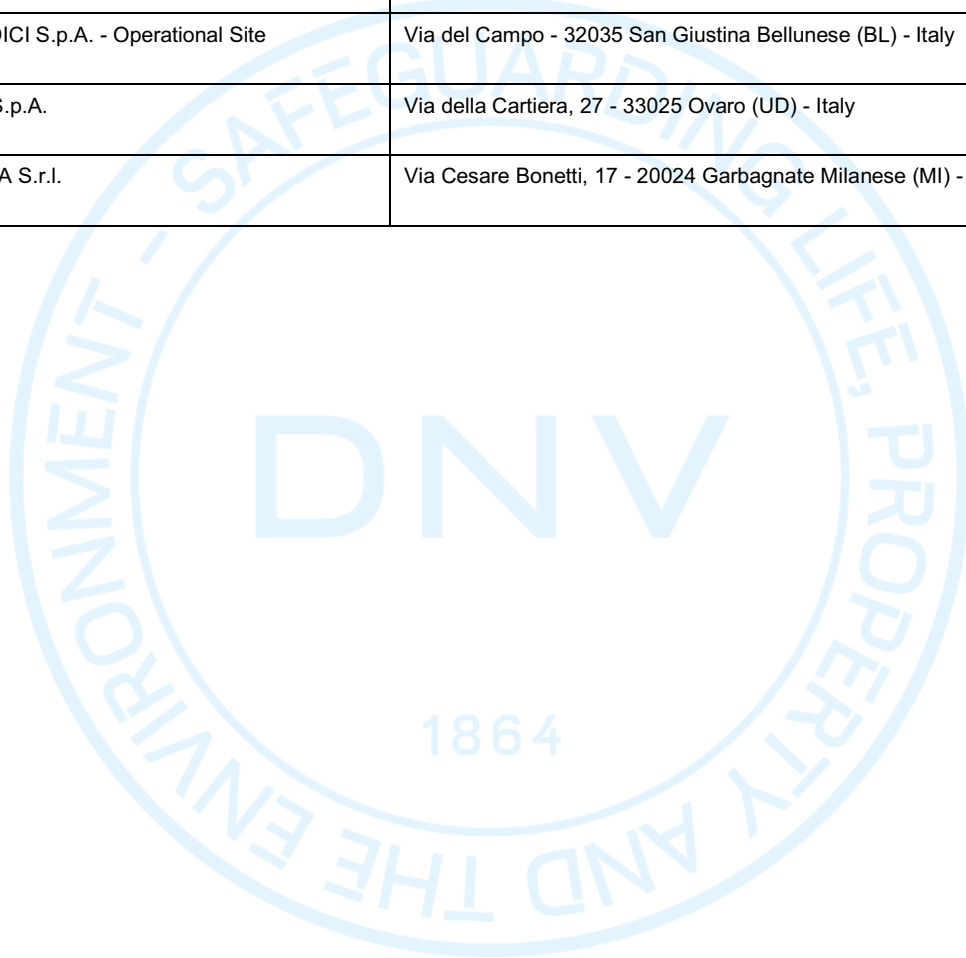 DICI S.p.A. - Operational Site Via del Campo - 32035 San Giustina Bellunese (BL) - Italy
S.p.A. Via della Cartiera, 27 - 33025 Ovaro (UD) - Italy
A S.r.l. Via Cesare Bonetti, 17 - 20024 Garbagnate Milanese (MI) -
SAFEGUARDING LIFE, PROPERTY AND THE ENVIRONMENT -
DNV
1864